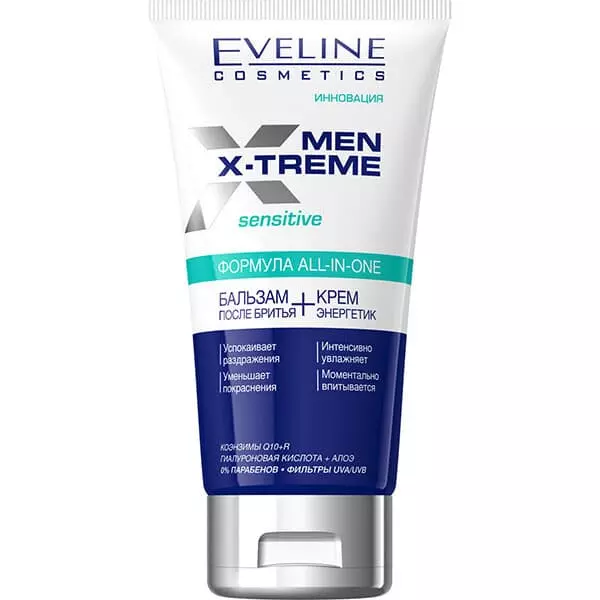 EVELINE
COSMETICS
ИННОВАЦИЯ
X MEN
X-TREME
sensitive
ФОРМУЛА ALL-IN-ONE
БАЛЬЗАМ
ПОСЛЕ БРИТЬЯ
+
КРЕМ
ЭНЕРГЕТИК
Успокаивает
раздражения
Интенсивно
увлажняет
Уменьшает
покраснения
Моментально
впитывается
КОЭНЗИМЫ Q10+R
ГИАЛУРОНОВАЯ КИСЛОТА + АЛОЭ
0% ПАРАБЕНОВ • ФИЛЬТРЫ UVA/UVB